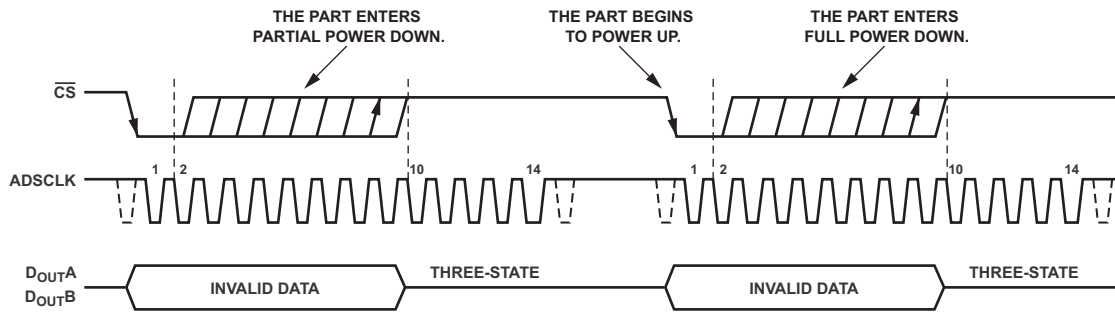 THE PART ENTERS
PARTIAL POWER DOWN.
THE PART BEGINS
TO POWER UP.
THE PART ENTERS
FULL POWER DOWN.
CS
1 2 10 14 1 2 10 14
ADSCLK
DOUTA
DOUTB
INVALID DATA THREE-STATE INVALID DATA THREE-STATE